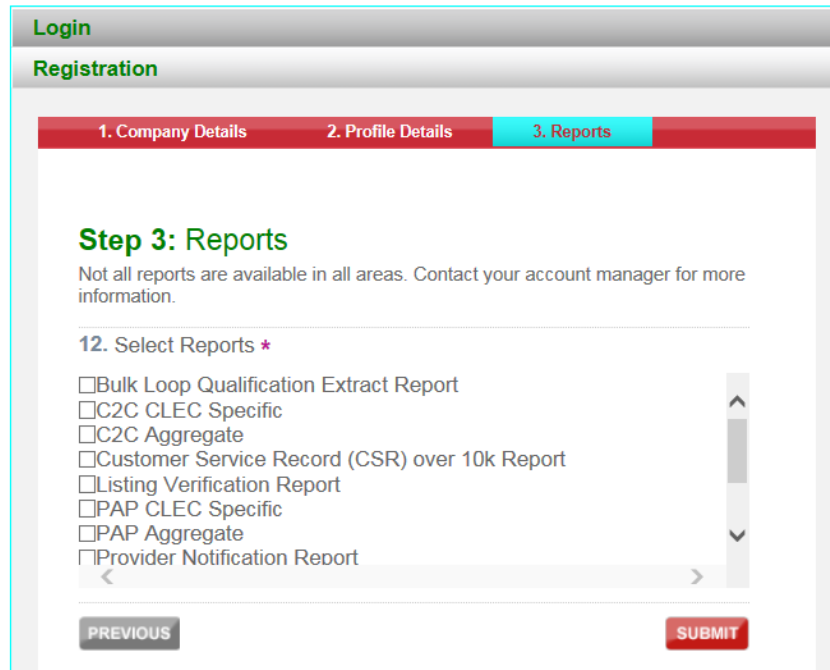 Login
Registration
1. Company Details 2. Profile Details 3. Reports
Step 3: Reports
Not all reports are available in all areas. Contact your account manager for more
information.
12. Select Reports *
Bulk Loop Qualification Extract Report
C2C CLEC Specific
C2C Aggregate
Customer Service Record (CSR) over 10k Report
Listing Verification Report
PAP CLEC Specific
PAP Aggregate
Provider Notification Report
PREVIOUS SUBMIT